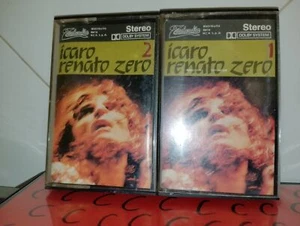 Stereo
DOLBY SYSTEM
icaro 2
renato zero
Stereo
DOLBY SYSTEM
icaro 1
renato zero